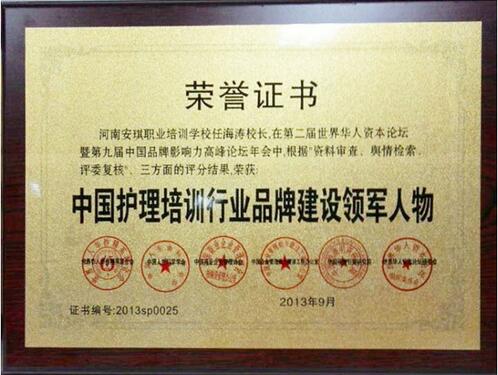 荣誉证书
河南安琪职业培训学校任海涛校长,在第二届世界华人资本论坛
暨第九届中国品牌影响力高峰论坛年会中,根据"资料审查、舆情检索、
评委复核"、三方面的评分结果,荣获:
中国护理培训行业品牌建设领军人物
2013年9月
证书编号:2013sp0025